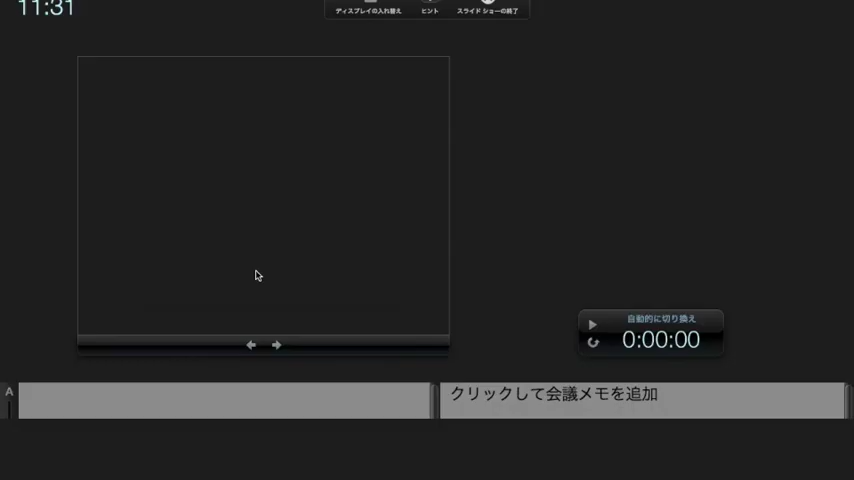 11:31
ディスプレイの入れ替え ヒント スライド ショーの終了
自動的に切り換え
0:00:00
A
クリックして会議メモを追加